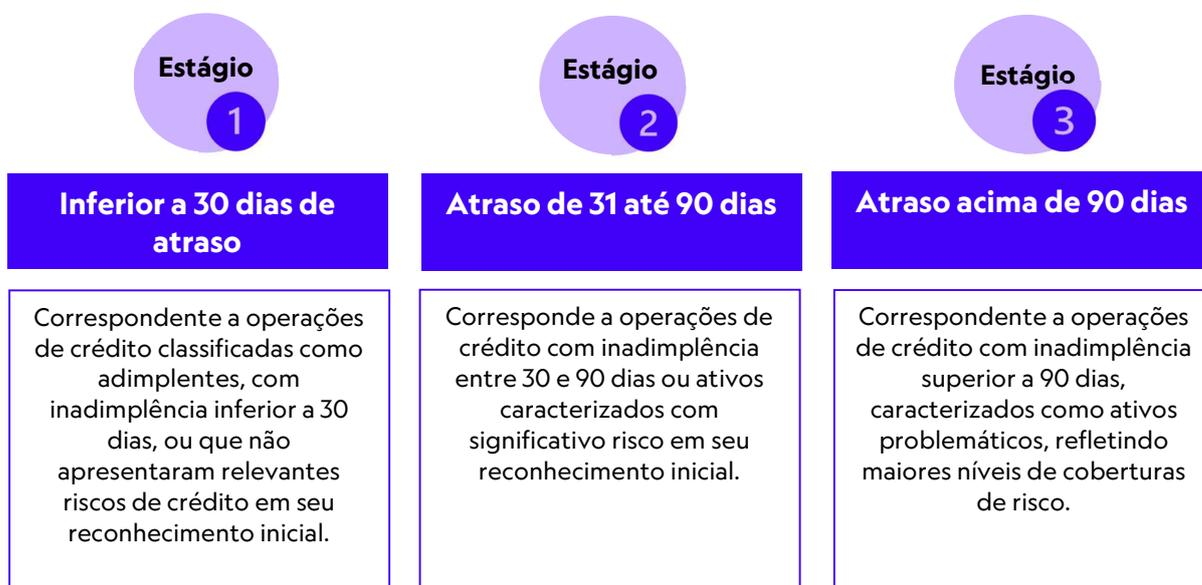 Estágio
1
Inferior a 30 dias de
atraso
Correspondente a operações
de crédito classificadas como
adimplentes, com
inadimplência inferior a 30
dias, ou que não
apresentaram relevantes
riscos de crédito em seu
reconhecimento inicial.
Estágio
2
Atraso de 31 até 90 dias
Corresponde a operações de
crédito com inadimplência
entre 30 e 90 dias ou ativos
caracterizados com
significativo risco em seu
reconhecimento inicial.
Estágio
3
Atraso acima de 90 dias
Correspondente a operações
de crédito com inadimplência
superior a 90 dias,
caracterizados como ativos
problemáticos, refletindo
maiores níveis de coberturas
de risco.